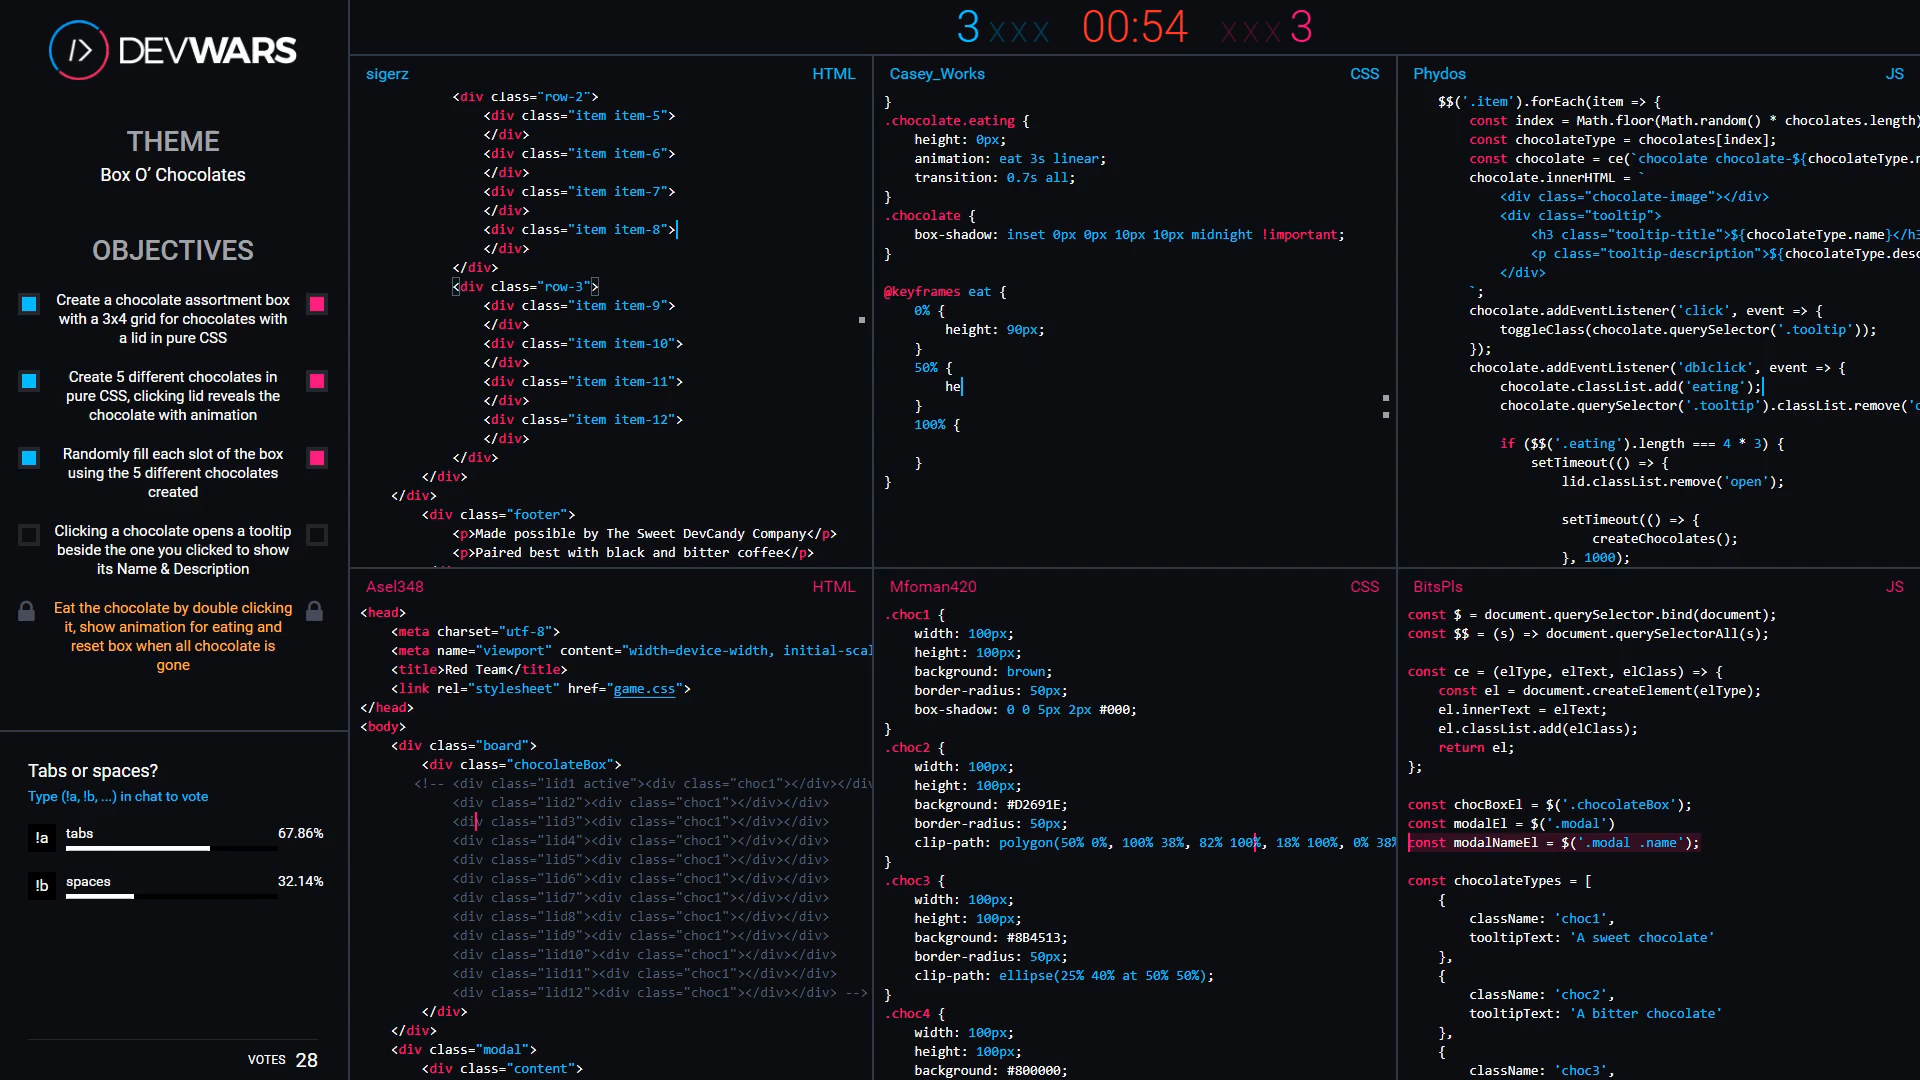 DEVWARS
THEME
Box O’ Chocolates
OBJECTIVES
Create a chocolate assortment box
with a 3x4 grid for chocolates with
a lid in pure CSS
Create 5 different chocolates in
pure CSS, clicking lid reveals the
chocolate with animation
Randomly fill each slot of the box
using the 5 different chocolates
created
Clicking a chocolate opens a tooltip
beside the one you clicked to show
its Name & Description
Eat the chocolate by double clicking
it, show animation for eating and
reset box when all chocolate is
gone
Tabs or spaces?
Type (!a, !b, ...) in chat to vote
!a tabs 67.86%
!b spaces 32.14%
VOTES 28
3 xxx 00:54 xxx 3
sigerz HTML
<div class="row-2">
<div class="item item-5">
</div>
<div class="item item-6">
</div>
<div class="item item-7">
</div>
<div class="item item-8">
</div>
</div>
<div class="row-3">
<div class="item item-9">
</div>
<div class="item item-10">
</div>
<div class="item item-11">
</div>
<div class="item item-12">
</div>
</div>
</div>
</div>
<div class="footer">
<p>Made possible by The Sweet DevCandy Company</p>
<p>Paired best with black and bitter coffee</p>
Casey_Works CSS
}
.chocolate.eating {
height: 0px;
animation: eat 3s linear;
transition: 0.7s all;
}
.chocolate {
box-shadow: inset 0px 0px 10px 10px midnight !important;
}
@keyframes eat {
0% {
height: 90px;
}
50% {
he
}
100% {
}
}
Phydos JS
$$('.item').forEach(item => {
const index = Math.floor(Math.random() * chocolates.length)
const chocolateType = chocolates[index];
const chocolate = ce(`chocolate chocolate-${chocolateType.n
chocolate.innerHTML = `
<div class="chocolate-image"></div>
<div class="tooltip">
<h3 class="tooltip-title">${chocolateType.name}</h3
<p class="tooltip-description">${chocolateType.desc
</div>
`;
chocolate.addEventListener('click', event => {
toggleClass(chocolate.querySelector('.tooltip'));
});
chocolate.addEventListener('dblclick', event => {
chocolate.classList.add('eating');
chocolate.querySelector('.tooltip').classList.remove('o
if ($$('.eating').length === 4 * 3) {
setTimeout(() => {
lid.classList.remove('open');
setTimeout(() => {
createChocolates();
}, 1000);
Asel348 HTML
<head>
<meta charset="utf-8">
<meta name="viewport" content="width=device-width, initial-scal
<title>Red Team</title>
<link rel="stylesheet" href="game.css">
</head>
<body>
<div class="board">
<div class="chocolateBox">
<!-- <div class="lid1 active"><div class="choc1"></div></div
<div class="lid2"><div class="choc1"></div></div>
<div class="lid3"><div class="choc1"></div></div>
<div class="lid4"><div class="choc1"></div></div>
<div class="lid5"><div class="choc1"></div></div>
<div class="lid6"><div class="choc1"></div></div>
<div class="lid7"><div class="choc1"></div></div>
<div class="lid8"><div class="choc1"></div></div>
<div class="lid9"><div class="choc1"></div></div>
<div class="lid10"><div class="choc1"></div></div>
<div class="lid11"><div class="choc1"></div></div>
<div class="lid12"><div class="choc1"></div></div> -->
</div>
</div>
<div class="modal">
<div class="content">
Mfoman420 CSS
.choc1 {
width: 100px;
height: 100px;
background: brown;
border-radius: 50px;
box-shadow: 0 0 5px 2px #000;
}
.choc2 {
width: 100px;
height: 100px;
background: #D2691E;
border-radius: 50px;
clip-path: polygon(50% 0%, 100% 38%, 82% 100%, 18% 100%, 0% 38%
}
.choc3 {
width: 100px;
height: 100px;
background: #8B4513;
border-radius: 50px;
clip-path: ellipse(25% 40% at 50% 50%);
}
.choc4 {
width: 100px;
height: 100px;
background: #800000;
BitsPls JS
const $ = document.querySelector.bind(document);
const $$ = (s) => document.querySelectorAll(s);
const ce = (elType, elText, elClass) => {
const el = document.createElement(elType);
el.innerText = elText;
el.classList.add(elClass);
return el;
};
const chocBoxEl = $('.chocolateBox');
const modalEl = $('.modal')
const modalNameEl = $('.modal .name');
const chocolateTypes = [
{
className: 'choc1',
tooltipText: 'A sweet chocolate'
},
{
className: 'choc2',
tooltipText: 'A bitter chocolate'
},
{
className: 'choc3',